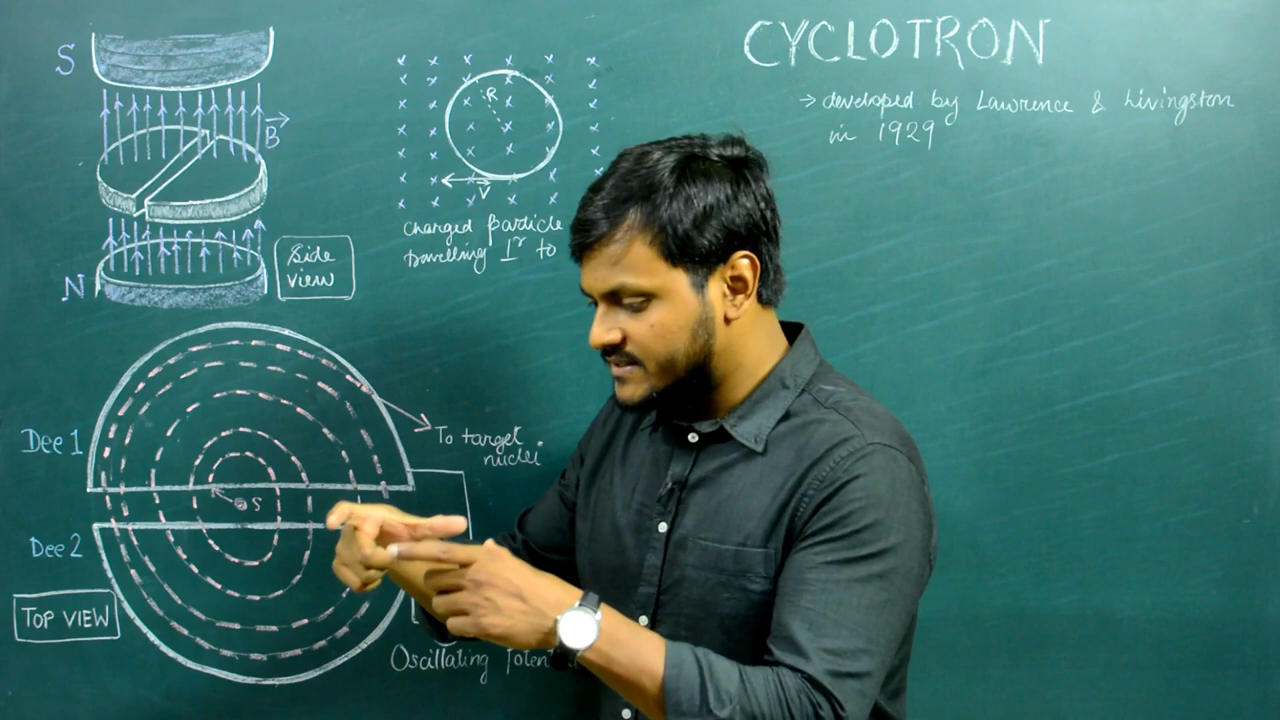 CYCLOTRON
→ developed by Lawrence & Livingston
in 1929
S
B
N
Side
view
R
V
charged particle
travelling ⊥r to
Dee 1
Dee 2
S
To target
nuclei
TOP VIEW
Oscillating